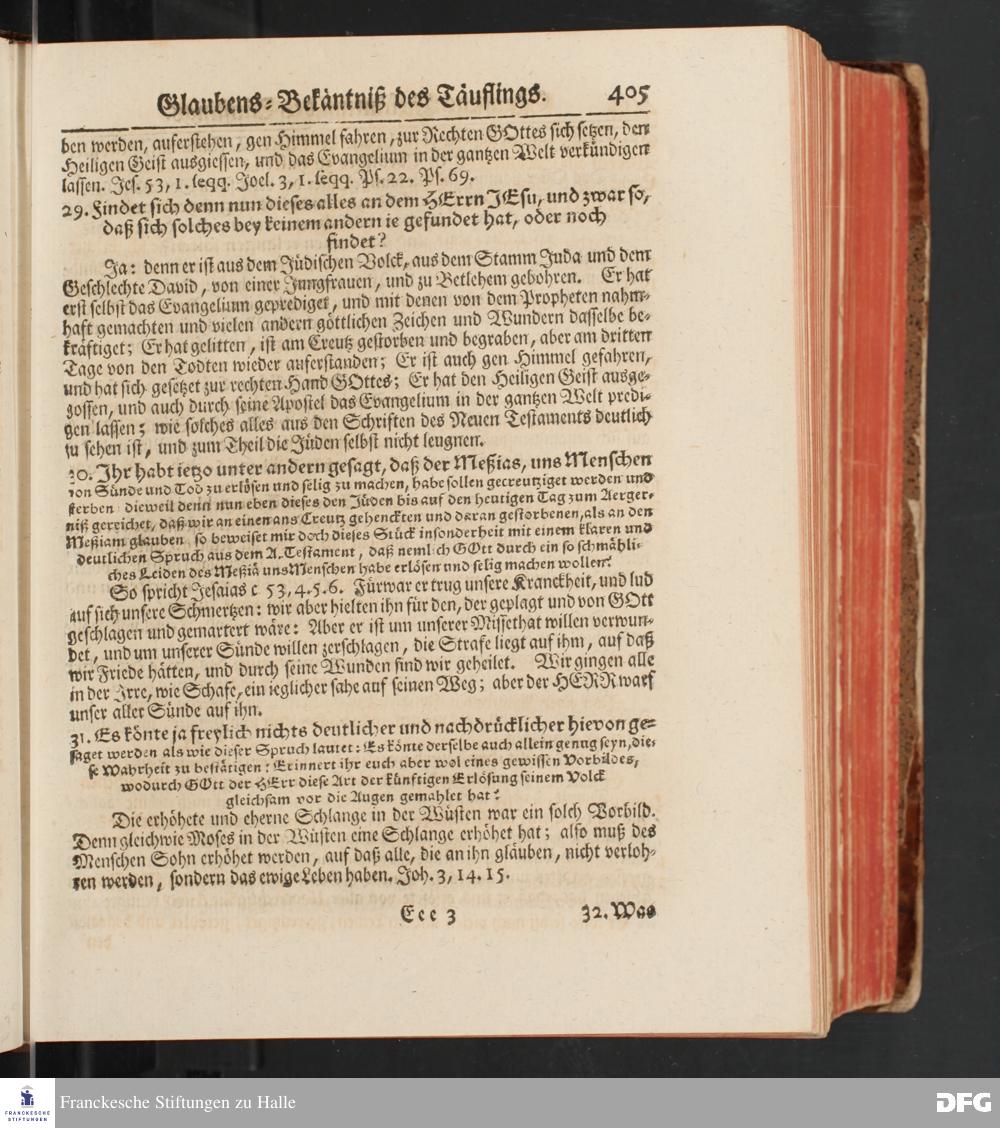 Glaubens-Bekäntniß des Täuflings. 405
ben werden, auferstehen, gen Himmel fahren, zur Rechten GOttes sich setzen, den
Heiligen Geist ausgiessen, und das Evangelium in der gantzen Welt verkündigen
lassen. Jes. 53, 1. seqq. Joel. 3, 1. seqq. Ps. 22. Ps. 69.
29. Findet sich denn nun dieses alles an dem HErrn JEsu, und zwar so,
daß sich solches bey keinem andern ie gefundet hat, oder noch
findet?
Ja: denn er ist aus dem Jüdischen Volck, aus dem Stamm Juda und dem
Geschlechte David, von einer Jungfrauen, und zu Betlehem gebohren. Er hat
erst selbst das Evangelium geprediget, und mit denen von dem Propheten nahm-
haft gemachten und vielen andern göttlichen Zeichen und Wundern dasselbe be-
kräftiget; Er hat gelitten, ist am Creutz gestorben und begraben, aber am dritten
Tage von den Todten wieder auferstanden; Er ist auch gen Himmel gefahren,
und hat sich gesetzet zur rechten Hand GOttes; Er hat den Heiligen Geist ausge-
gossen, und auch durch seine Apostel das Evangelium in der gantzen Welt predi-
gen lassen; wie solches alles aus den Schriften des Neuen Testaments deutlich
zu sehen ist, und zum Theil die Jüden selbst nicht leugnen.
30. Ihr habt ietzo unter andern gesagt, daß der Meßias, uns Menschen
von Sünde und Tod zu erlösen und selig zu machen, habe sollen gecreutziget werden und
sterben dieweil denn nun eben dieses den Jüden bis auf den heutigen Tag zum Aerger-
niß gereichet, daß wir an einen ans Creutz gehenckten und daran gestorbenen, als an den
Meßiam glauben so beweiset mir doch dieses Stück insonderheit mit einem klaren und
deutlichen Spruch aus dem A. Testament, daß nemlich GOtt durch ein so schmähli-
ches Leiden des Meßiä uns Menschen habe erlösen und selig machen wollen?
So spricht Jesaias c 53, 4. 5. 6. Fürwar er trug unsere Kranckheit, und lud
auf sich unsere Schmertzen: wir aber hielten ihn für den, der geplagt und von GOtt
geschlagen und gemartert wäre: Aber er ist um unserer Missethat willen verwun-
det, und um unserer Sünde willen zerschlagen, die Strafe liegt auf ihm, auf daß
wir Friede hätten, und durch seine Wunden sind wir geheilet. Wir gingen alle
in der Irre, wie Schafe, ein ieglicher sahe auf seinen Weg; aber der HERR warf
unser aller Sünde auf ihn.
31. Es könte ja freylich nichts deutlicher und nachdrücklicher hievon ge-
saget werden als wie dieser Spruch lautet: Es könte derselbe auch allein genug seyn, die-
se Wahrheit zu bestätigen: Erinnert ihr euch aber wol eines gewissen Vorbildes,
wodurch GOtt der HErr diese Art der künftigen Erlösung seinem Volck
gleichsam vor die Augen gemahlet hat?
Die erhöhete und eherne Schlange in der Wüsten war ein solch Vorbild.
Denn gleichwie Moses in der Wüsten eine Schlange erhöhet hat; also muß des
Menschen Sohn erhöhet werden, auf daß alle, die an ihn gläuben, nicht verloh-
ren werden, sondern das ewige Leben haben. Joh. 3, 14. 15.
Eee 3 32. Was
FRANCKESCHE
STIFTUNGEN
Franckesche Stiftungen zu Halle
DFG